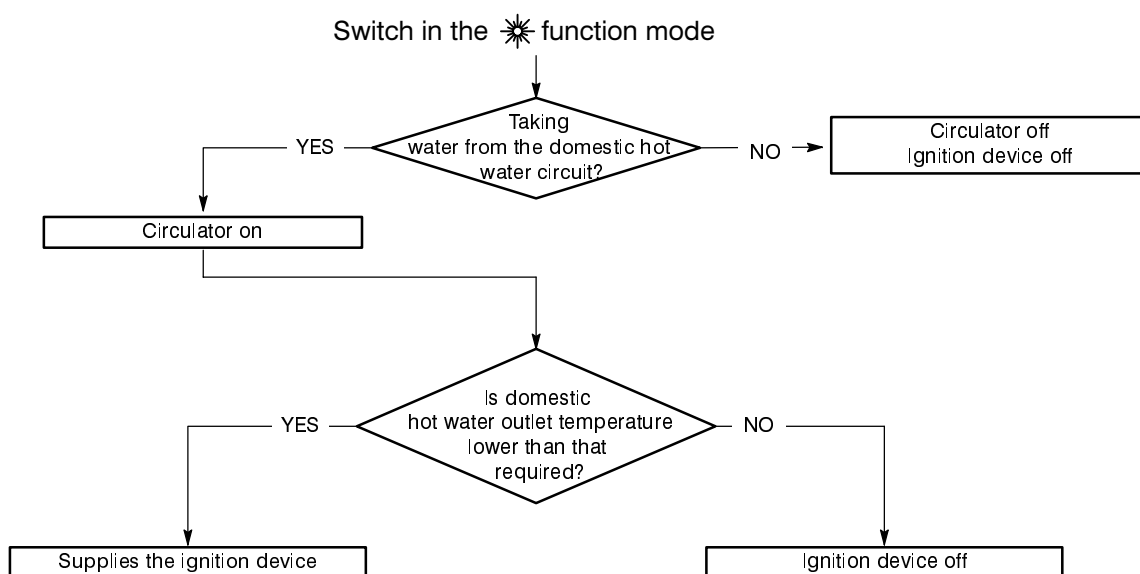 Switch in the function mode
Taking
water from the domestic hot
water circuit?
YES
NO
Circulator off
Ignition device off
Circulator on
Is domestic
hot water outlet temperature
lower than that
required?
YES
NO
Supplies the ignition device
Ignition device off